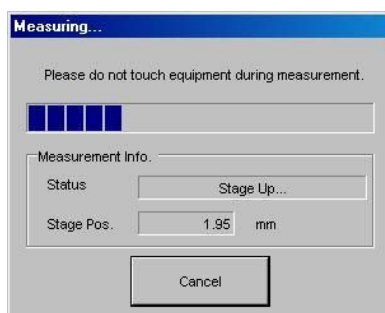 Measuring...
Please do not touch equipment during measurement.
Measurement Info.
Status Stage Up...
Stage Pos. 1.95 mm
Cancel